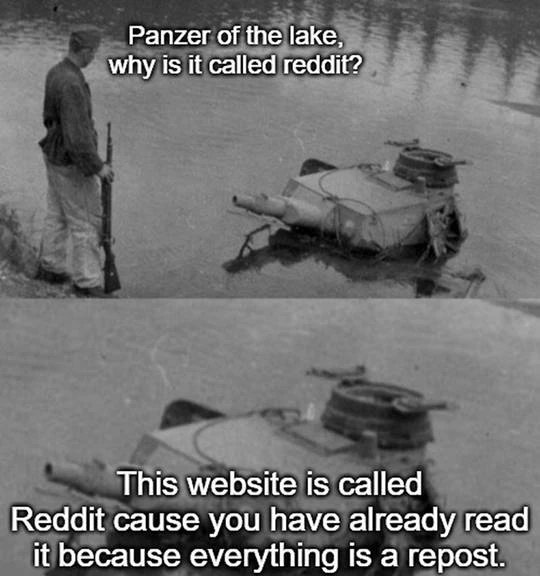 Panzer of the lake,
why is it called reddit?
This website is called
Reddit cause you have already read
it because everything is a repost.